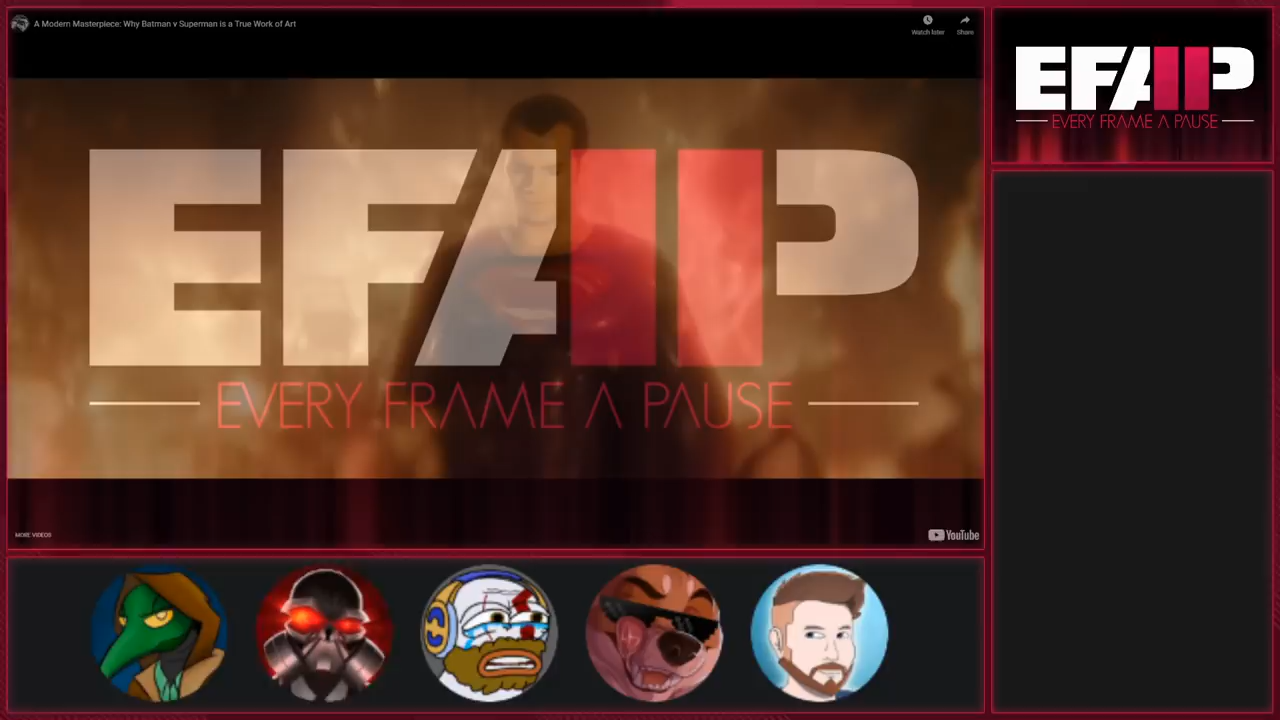 A Modern Masterpiece: Why Batman v Superman is a True Work of Art
Watch later
Share
EFAP
EVERY FRAME A PAUSE
MORE VIDEOS
YouTube
EFAP
EVERY FRAME A PAUSE